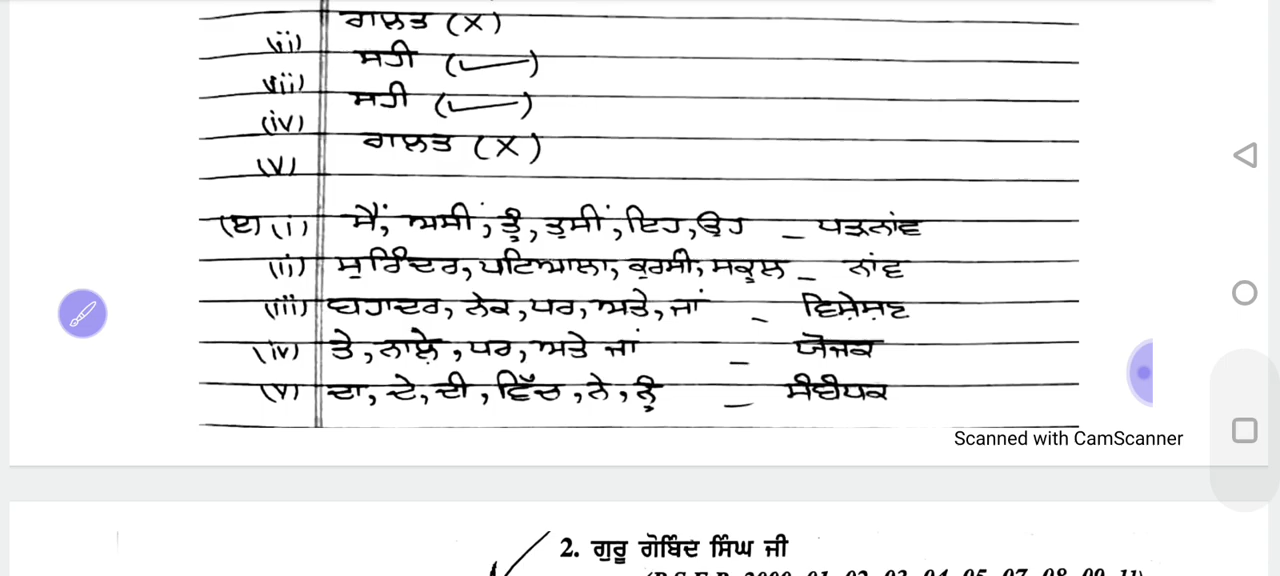 ਗਲਤ (X)
(ii) ਸਹੀ (✓)
(iii) ਸਹੀ (✓)
(iv) ਗਲਤ (X)
(v)
(ੲ) (i) ਮੈਂ, ਅਸੀਂ, ਤੂੰ, ਤੁਸੀਂ, ਇਹ, ਉਹ – ਪੜਨਾਂਵ
(ii) ਸੁਰਿੰਦਰ, ਪਟਿਆਲਾ, ਕੁਰਸੀ, ਸਕੂਲ – ਨਾਂਵ
(iii) ਬਹਾਦਰ, ਨੇਕ, ਪਰ, ਅਤੇ, ਜਾਂ – ਵਿਸ਼ੇਸ਼ਣ
(iv) ਤੇ, ਨਾਲੇ, ਪਰ, ਅਤੇ ਜਾਂ – ਯੋਜਕ
(v) ਦਾ, ਦੇ, ਦੀ, ਵਿੱਚ, ਨੇ, ਨੂੰ – ਸੰਬੰਧਕ
Scanned with CamScanner
2. ਗੁਰੂ ਗੋਬਿੰਦ ਸਿੰਘ ਜੀ